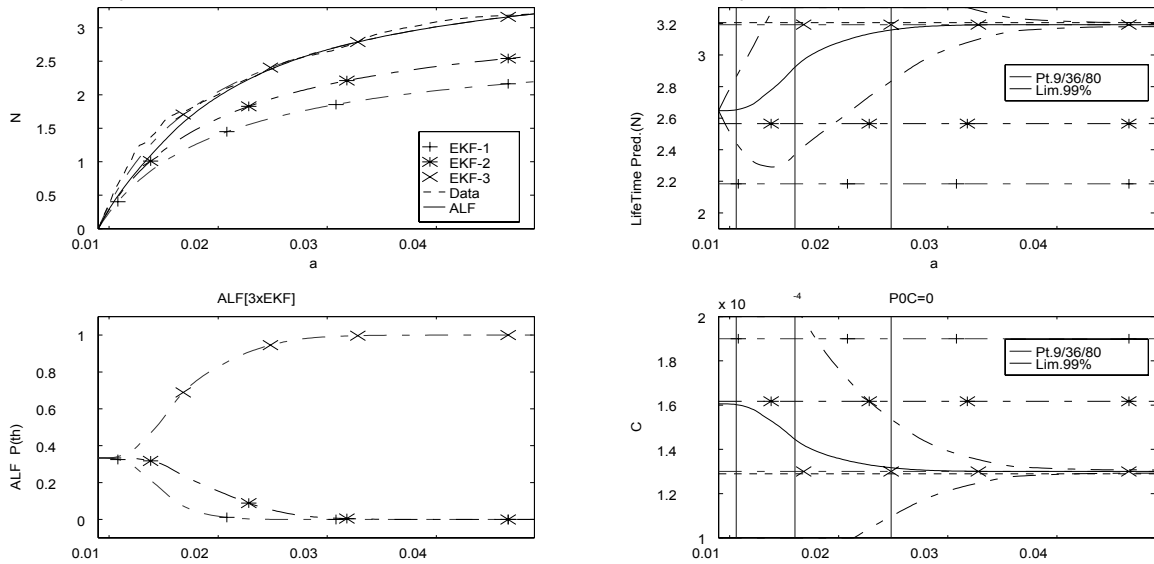 3
2.5
2
1.5
1
0.5
0
N
EKF-1
EKF-2
EKF-3
Data
ALF
0.01 0.02 0.03 0.04
a
3.4
3
2.6
2.2
2
LifeTime Pred.(N)
Pt.9/36/80
Lim.99%
0.01 0.02 0.03 0.04
a
ALF[3xEKF]
1
0.8
0.6
0.4
0.2
0
ALF P(th)
0.01 0.02 0.03 0.04
x 10 -4
P0C=0
2
1.8
1.6
1.4
1.2
1
C
Pt.9/36/80
Lim.99%
0.01 0.02 0.03 0.04